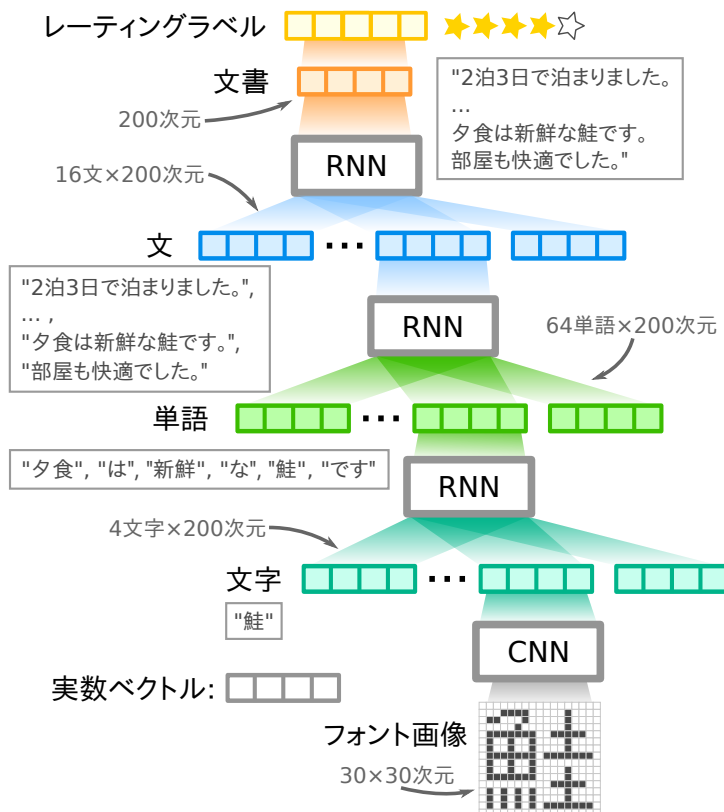 レーティングラベル
文書
"2泊3日で泊まりました。
...
夕食は新鮮な鮭です。
部屋も快適でした。"
200次元
RNN
16文×200次元
文
...
"2泊3日で泊まりました。",
... ,
"夕食は新鮮な鮭です。",
"部屋も快適でした。"
RNN
64単語×200次元
単語
...
"夕食", "は", "新鮮", "な", "鮭", "です"
RNN
4文字×200次元
文字
...
"鮭"
CNN
実数ベクトル:
フォント画像
30×30次元
鮭